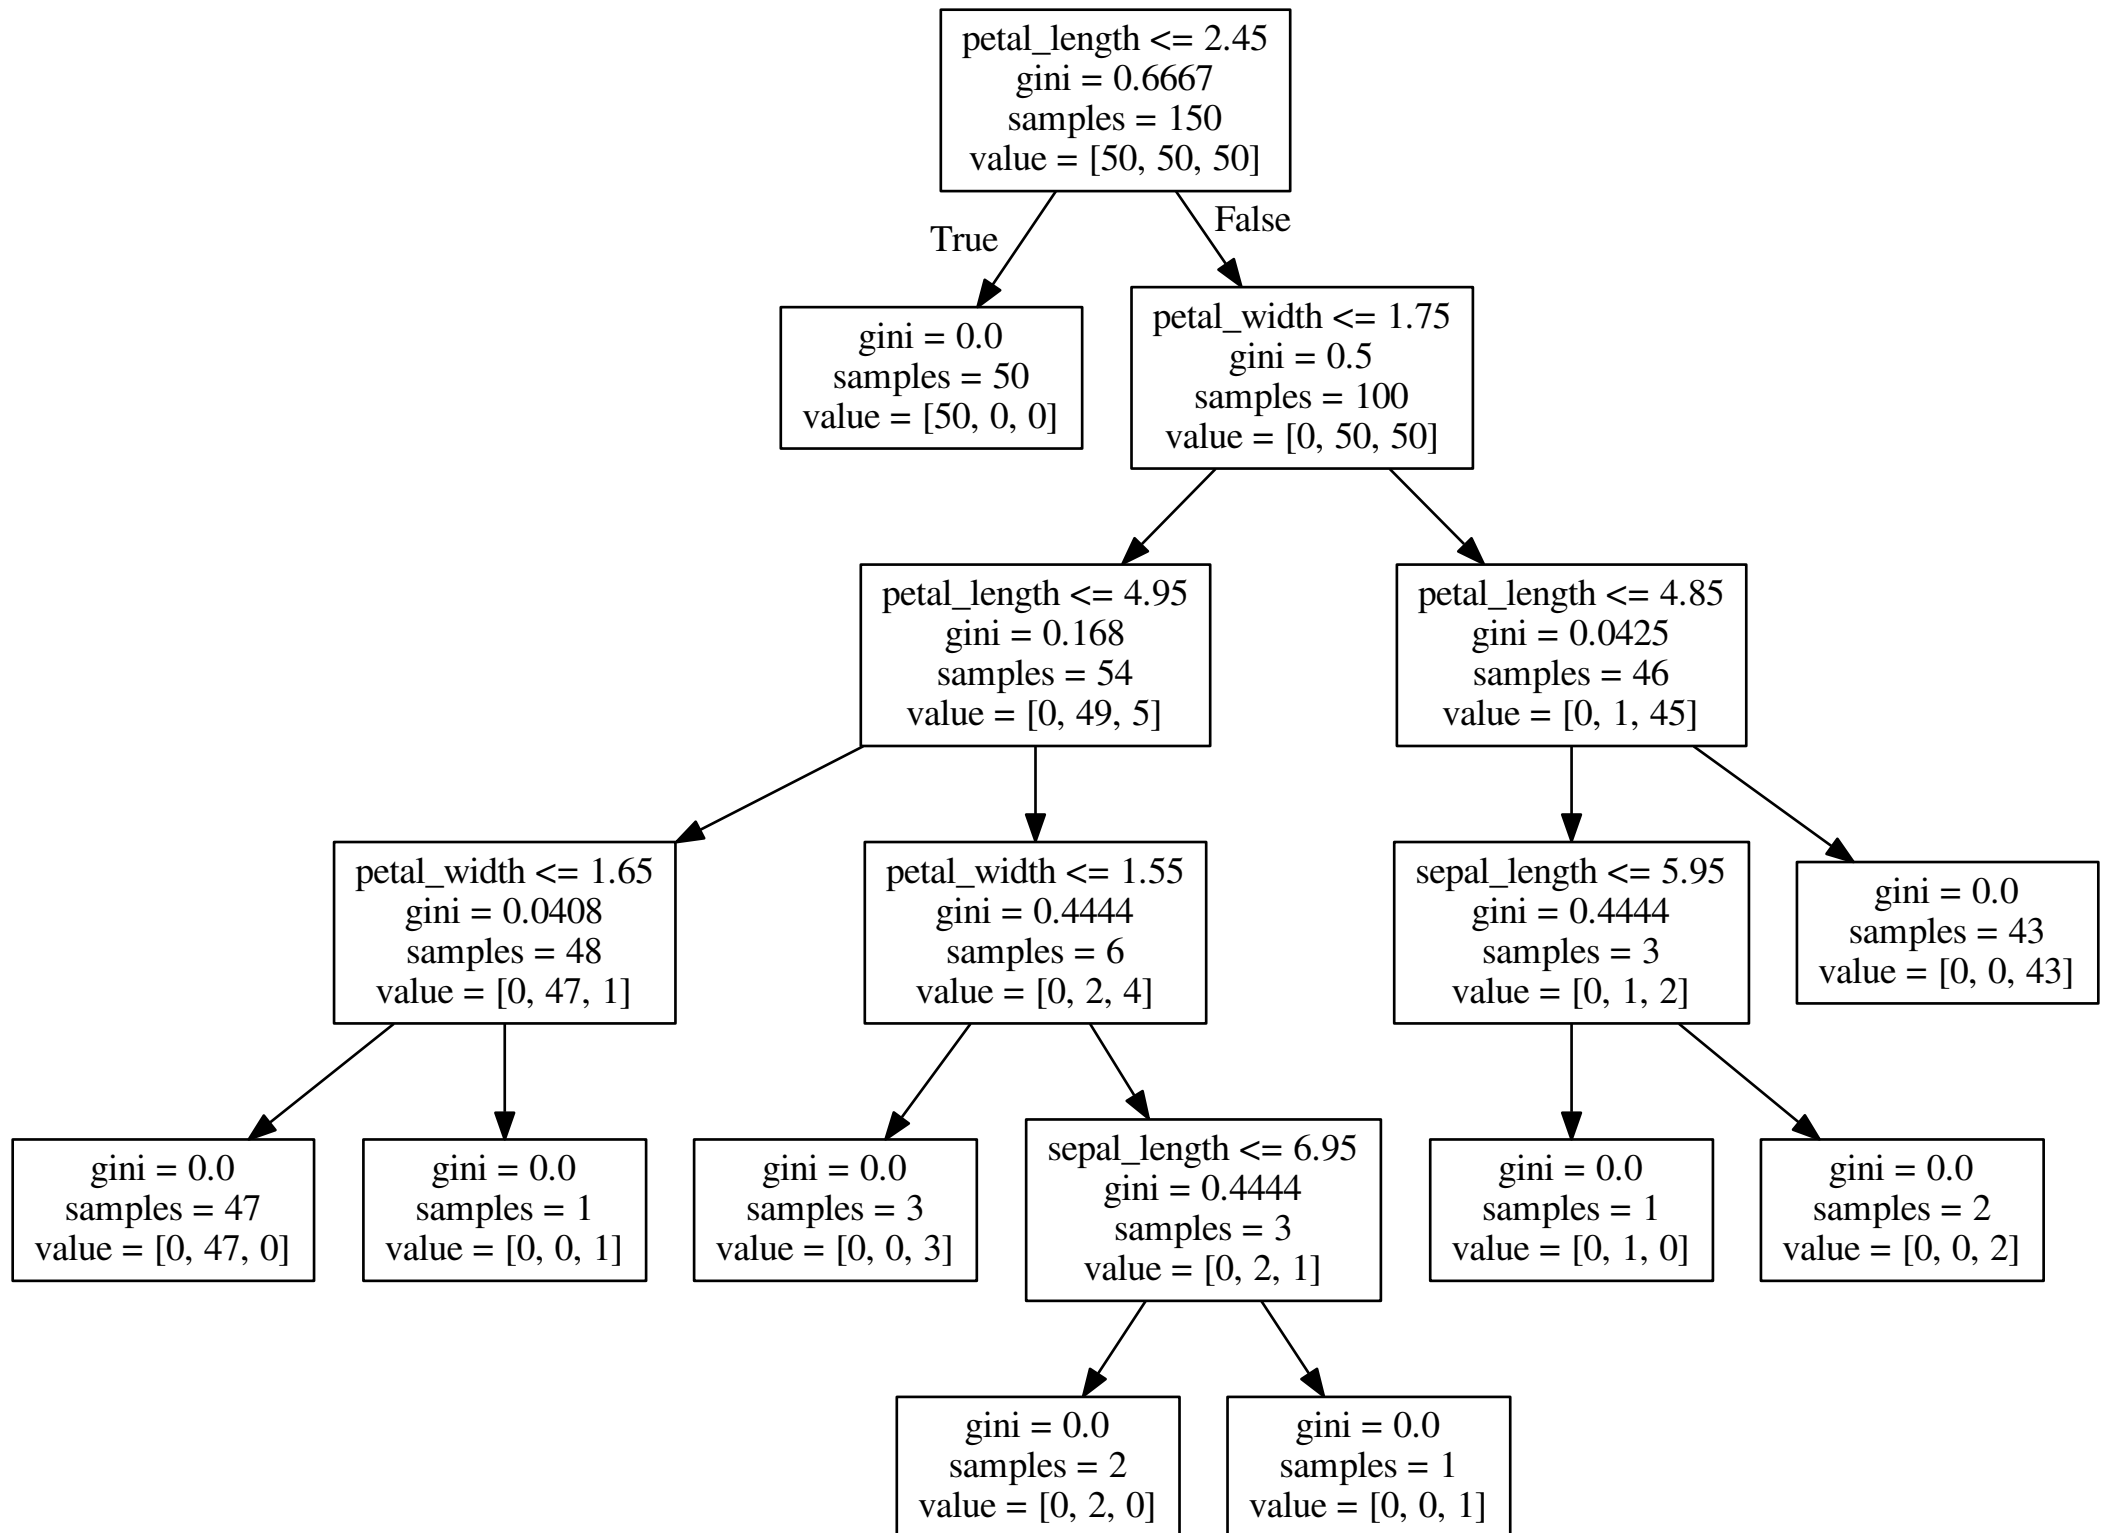 petal_length <= 2.45
gini = 0.6667
samples = 150
value = [50, 50, 50]
True
False
gini = 0.0
samples = 50
value = [50, 0, 0]
petal_width <= 1.75
gini = 0.5
samples = 100
value = [0, 50, 50]
petal_length <= 4.95
gini = 0.168
samples = 54
value = [0, 49, 5]
petal_length <= 4.85
gini = 0.0425
samples = 46
value = [0, 1, 45]
petal_width <= 1.65
gini = 0.0408
samples = 48
value = [0, 47, 1]
petal_width <= 1.55
gini = 0.4444
samples = 6
value = [0, 2, 4]
sepal_length <= 5.95
gini = 0.4444
samples = 3
value = [0, 1, 2]
gini = 0.0
samples = 43
value = [0, 0, 43]
gini = 0.0
samples = 47
value = [0, 47, 0]
gini = 0.0
samples = 1
value = [0, 0, 1]
gini = 0.0
samples = 3
value = [0, 0, 3]
sepal_length <= 6.95
gini = 0.4444
samples = 3
value = [0, 2, 1]
gini = 0.0
samples = 1
value = [0, 1, 0]
gini = 0.0
samples = 2
value = [0, 0, 2]
gini = 0.0
samples = 2
value = [0, 2, 0]
gini = 0.0
samples = 1
value = [0, 0, 1]